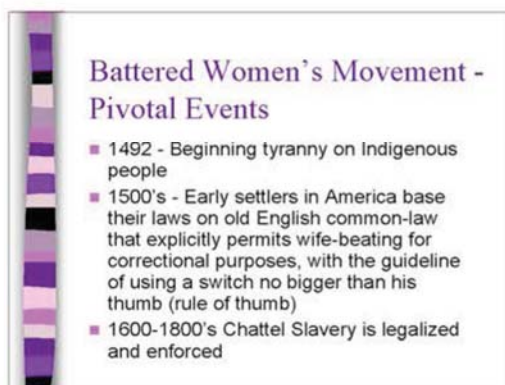 Battered Women's Movement -
Pivotal Events
■ 1492 - Beginning tyranny on Indigenous
people
■ 1500's - Early settlers in America base
their laws on old English common-law
that explicitly permits wife-beating for
correctional purposes, with the guideline
of using a switch no bigger than his
thumb (rule of thumb)
■ 1600-1800's Chattel Slavery is legalized
and enforced